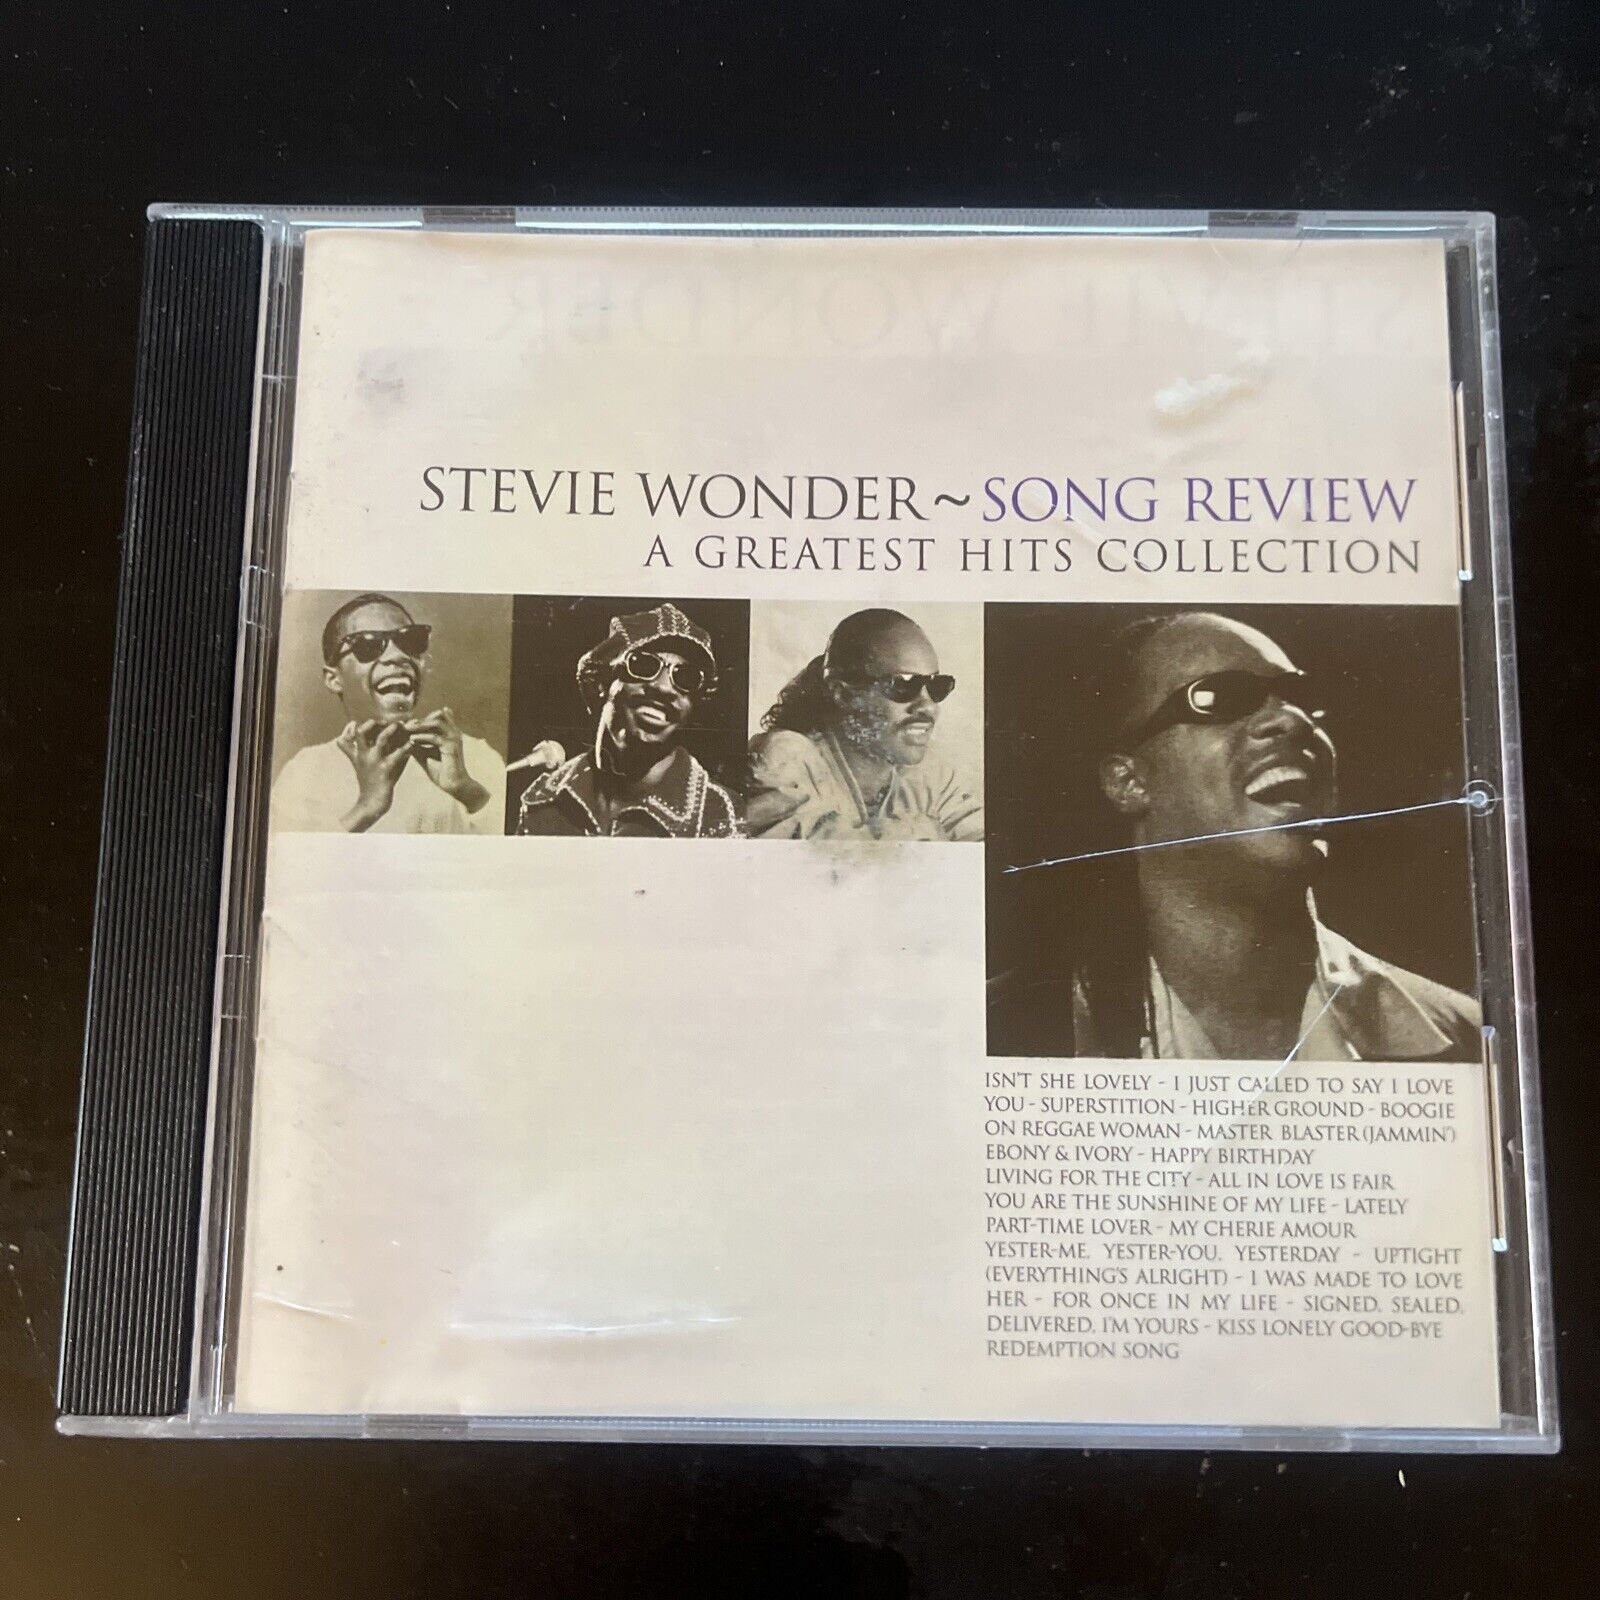 STEVIE WONDER
STEVIE WONDER~SONG REVIEW
A GREATEST HITS COLLECTION
ISN'T SHE LOVELY - I JUST CALLED TO SAY I LOVE
YOU - SUPERSTITION - HIGHER GROUND - BOOGIE
ON REGGAE WOMAN - MASTER BLASTER (JAMMIN')
EBONY & IVORY - HAPPY BIRTHDAY
LIVING FOR THE CITY - ALL IN LOVE IS FAIR
YOU ARE THE SUNSHINE OF MY LIFE - LATELY
PART-TIME LOVER - MY CHERIE AMOUR
YESTER-ME, YESTER-YOU, YESTERDAY - UPTIGHT
(EVERYTHING'S ALRIGHT) - I WAS MADE TO LOVE
HER - FOR ONCE IN MY LIFE - SIGNED, SEALED,
DELIVERED, I'M YOURS - KISS LONELY GOOD-BYE
REDEMPTION SONG